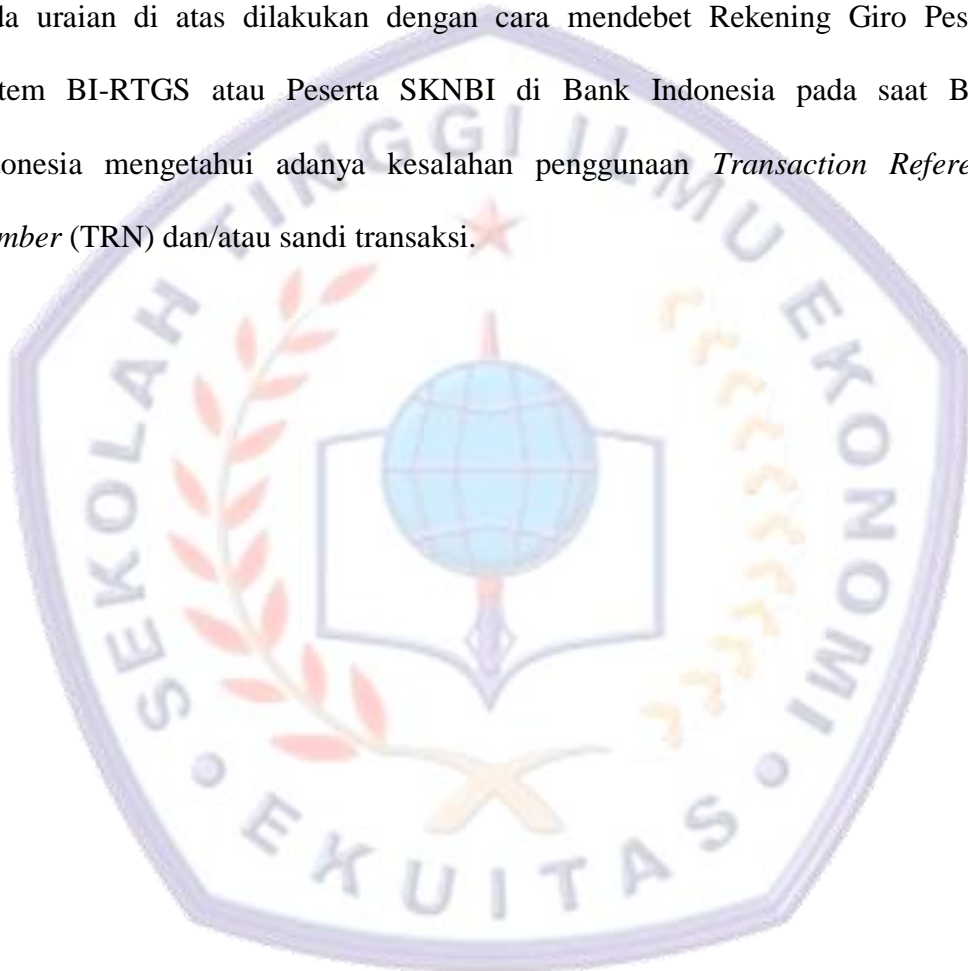 da uraian di atas dilakukan dengan cara mendebet Rekening Giro Pes
tem BI-RTGS atau Peserta SKNBI di Bank Indonesia pada saat B
onesia mengetahui adanya kesalahan penggunaan Transaction Refere
mber (TRN) dan/atau sandi transaksi.
SEKOLAH TINGGI ILMU EKONOMI
EKUITAS